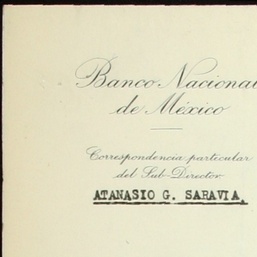 Banco Nacional
de México
Correspondencia particular
del Sub-Director
ATANASIO G. SARAVIA.